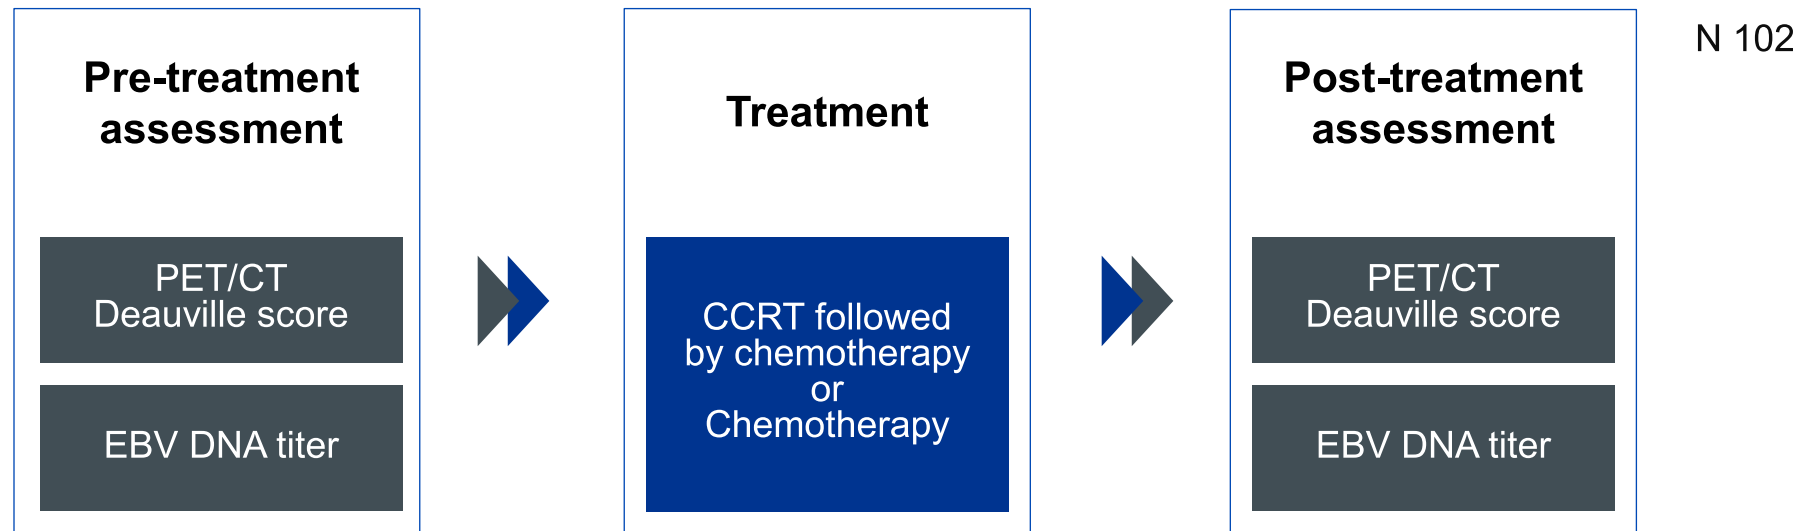 Pre-treatment
assessment
PET/CT
Deauville score
EBV DNA titer
Treatment
CCRT followed
by chemotherapy
or
Chemotherapy
Post-treatment
assessment
PET/CT
Deauville score
EBV DNA titer
N 102